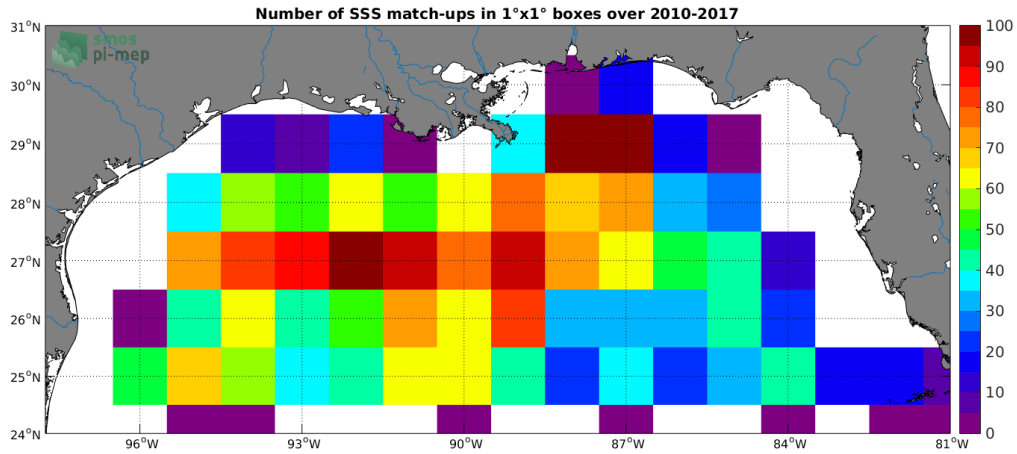 Number of SSS match-ups in 1°x1° boxes over 2010-2017
smos
pi-mep
31°N
30°N
29°N
28°N
27°N
26°N
25°N
24°N
96°W 93°W 90°W 87°W 84°W 81°W
100
90
80
70
60
50
40
30
20
10
0